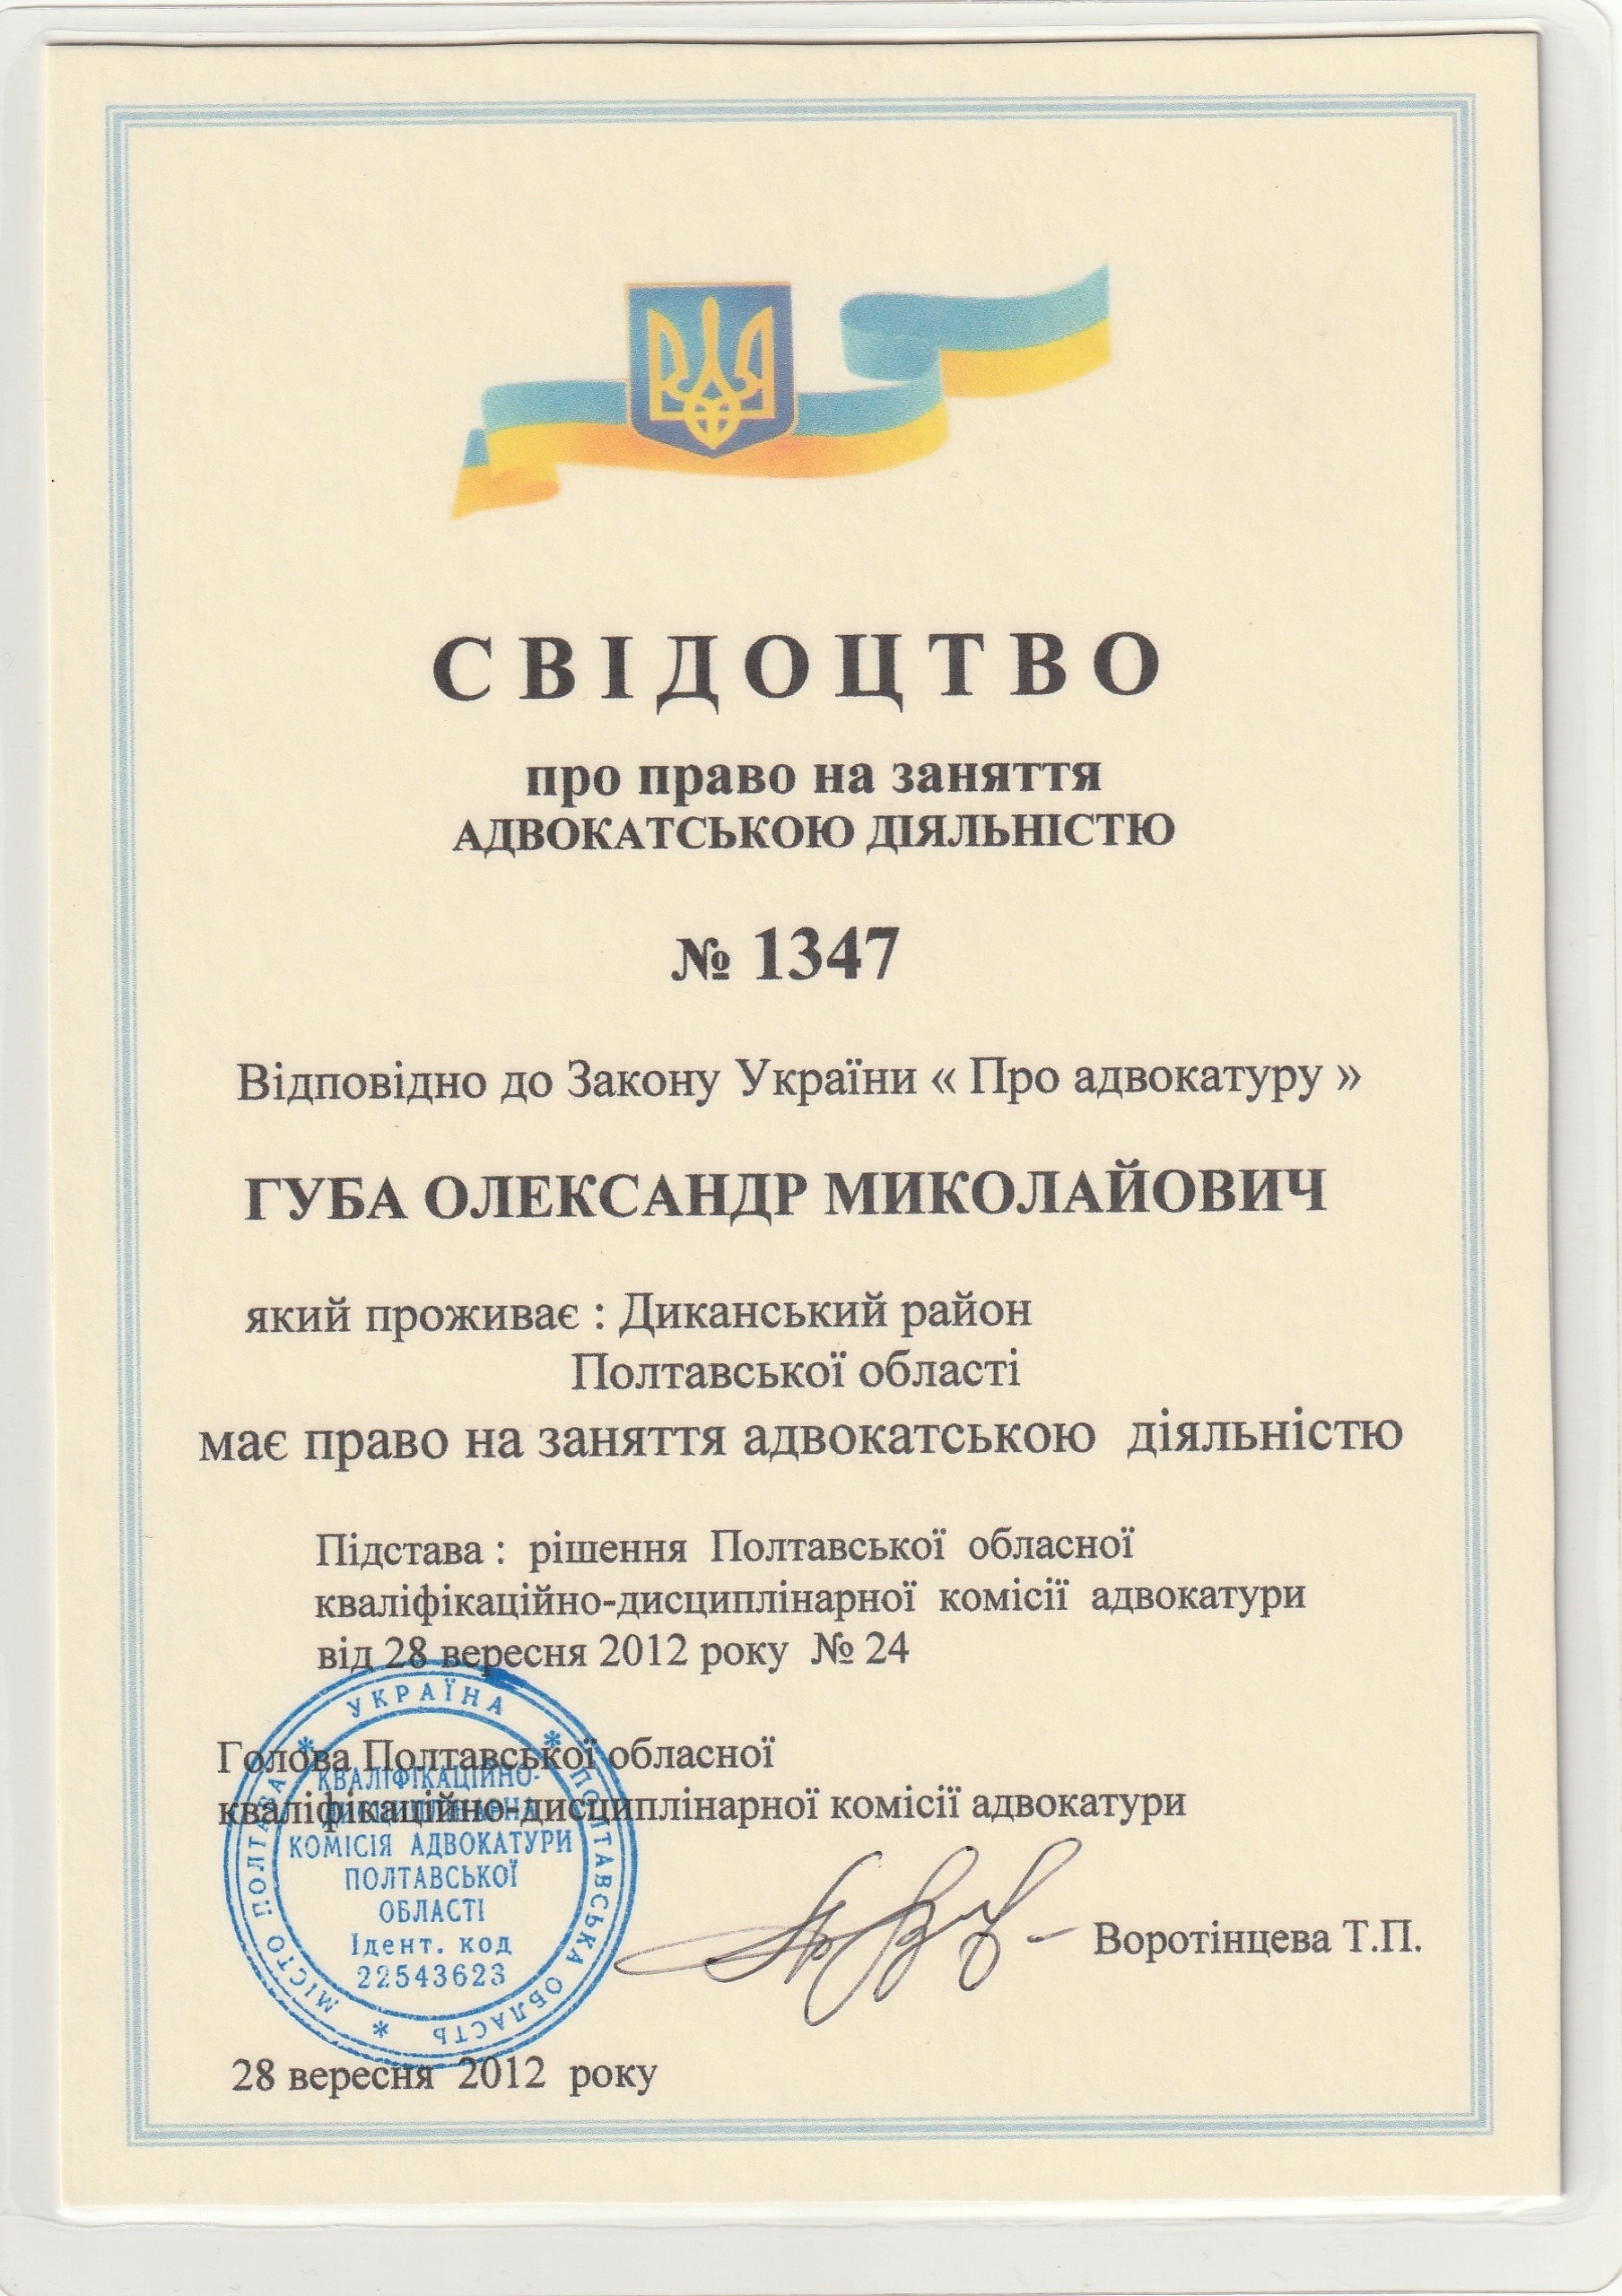 СВІДОЦТВО
про право на заняття
АДВОКАТСЬКОЮ ДІЯЛЬНІСТЮ
№ 1347
Відповідно до Закону України « Про адвокатуру »
ГУБА ОЛЕКСАНДР МИКОЛАЙОВИЧ
який проживає : Диканський район
Полтавської області
має право на заняття адвокатською діяльністю
Підстава : рішення Полтавської обласної
кваліфікаційно-дисциплінарної комісії адвокатури
від 28 вересня 2012 року № 24
Голова Полтавської обласної
кваліфікаційно-дисциплінарної комісії адвокатури
Воротінцева Т.П.
28 вересня 2012 року
УКРАЇНА * ПОЛТАВСЬКА ОБЛАСТЬ * МІСТО ПОЛТАВА *
КВАЛІФІКАЦІЙНО-
ДИСЦИПЛІНАРНА
КОМІСІЯ АДВОКАТУРИ
ПОЛТАВСЬКОЇ
ОБЛАСТІ
Ідент. код
22543623